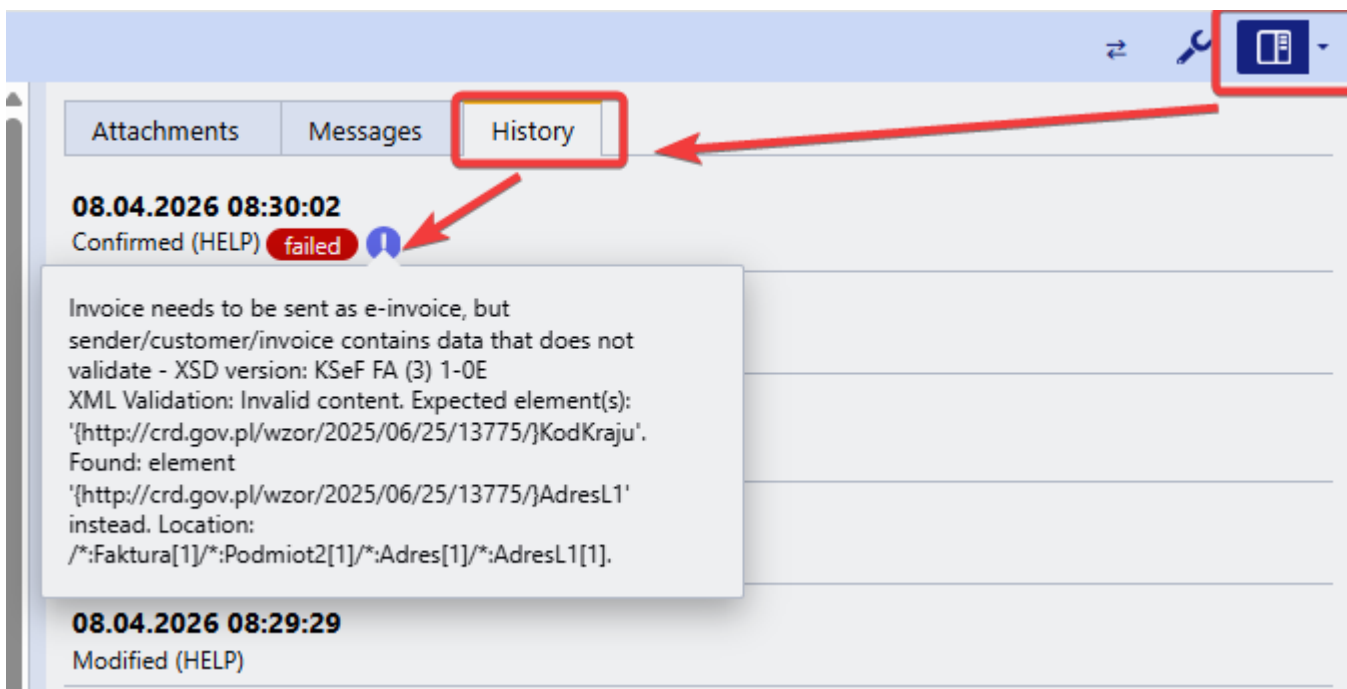 Attachments
Messages
History
08.04.2026 08:30:02
Confirmed (HELP) failed
Invoice needs to be sent as e-invoice, but
sender/customer/invoice contains data that does not
validate - XSD version: KSeF FA (3) 1-0E
XML Validation: Invalid content. Expected element(s):
'{http://crd.gov.pl/wzor/2025/06/25/13775/}KodKraju'.
Found: element
'{http://crd.gov.pl/wzor/2025/06/25/13775/}AdresL1'
instead. Location:
/*:Faktura[1]/*:Podmiot2[1]/*:Adres[1]/*:AdresL1[1].
08.04.2026 08:29:29
Modified (HELP)